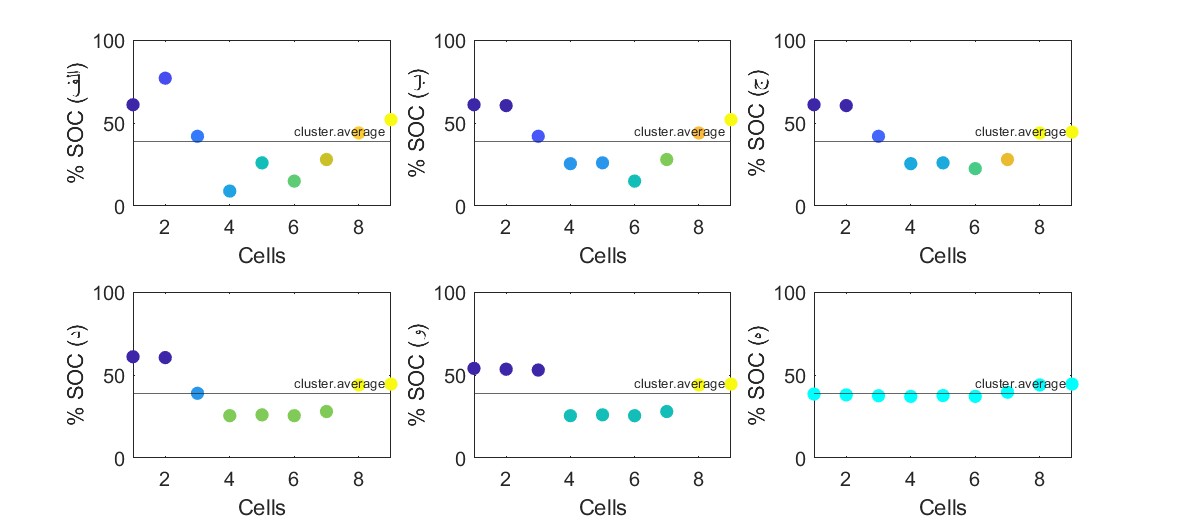 % SOC (الف)
100
50
0
cluster.average
2 4 6 8
Cells
% SOC (ب)
100
50
0
cluster.average
2 4 6 8
Cells
% SOC (ج)
100
50
0
cluster.average
2 4 6 8
Cells
% SOC (د)
100
50
0
cluster.average
2 4 6 8
Cells
% SOC (و)
100
50
0
cluster.average
2 4 6 8
Cells
% SOC (ه)
100
50
0
cluster.average
2 4 6 8
Cells